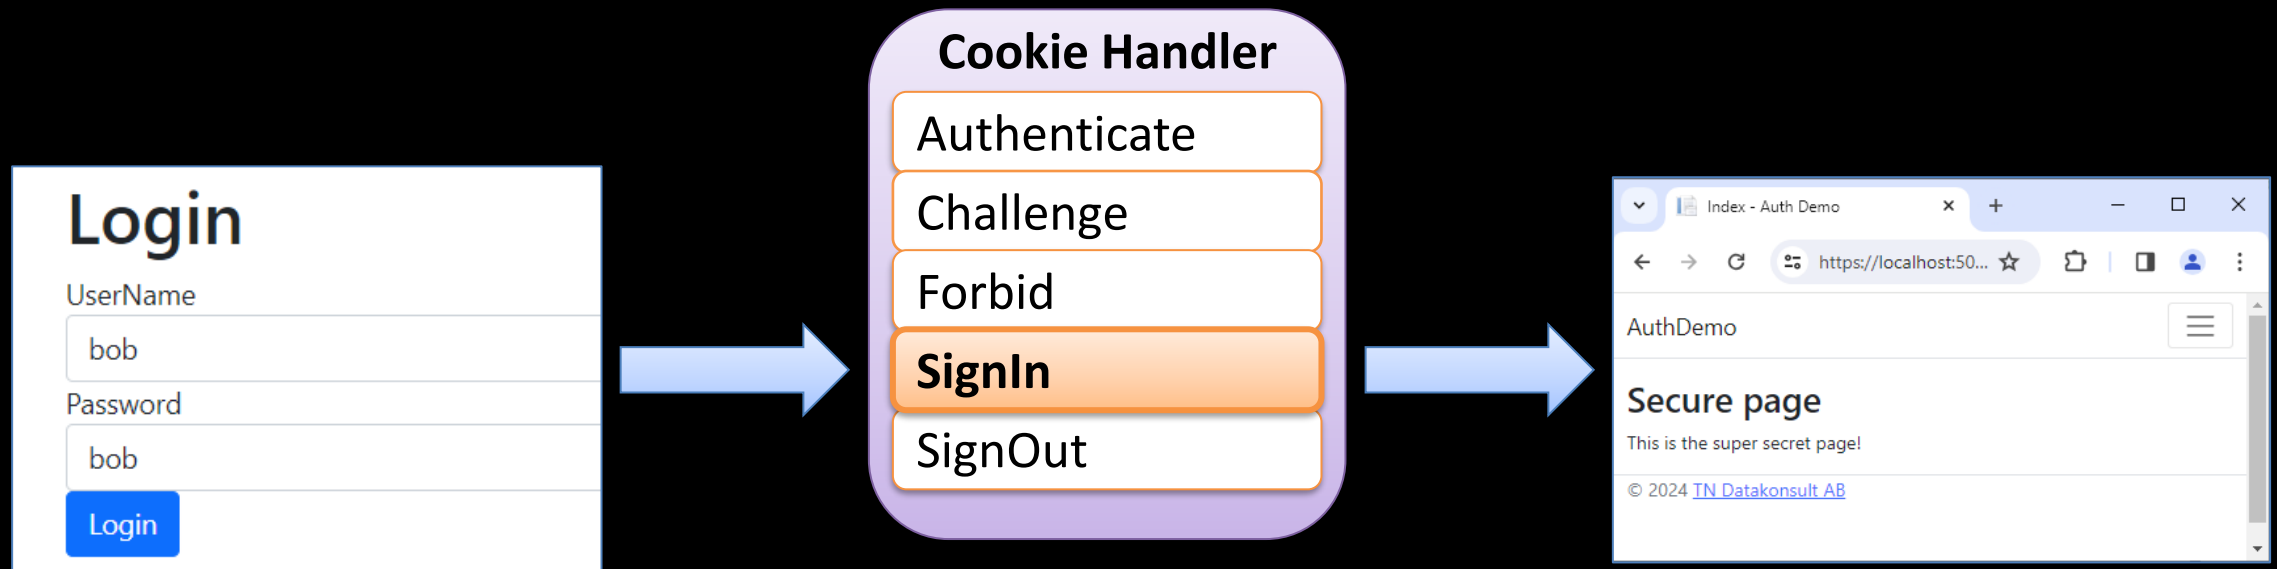 Login
UserName
bob
Password
bob
Login
Cookie Handler
Authenticate
Challenge
Forbid
SignIn
SignOut
Index - Auth Demo
https://localhost:50...
AuthDemo
Secure page
This is the super secret page!
© 2024 TN Datakonsult AB